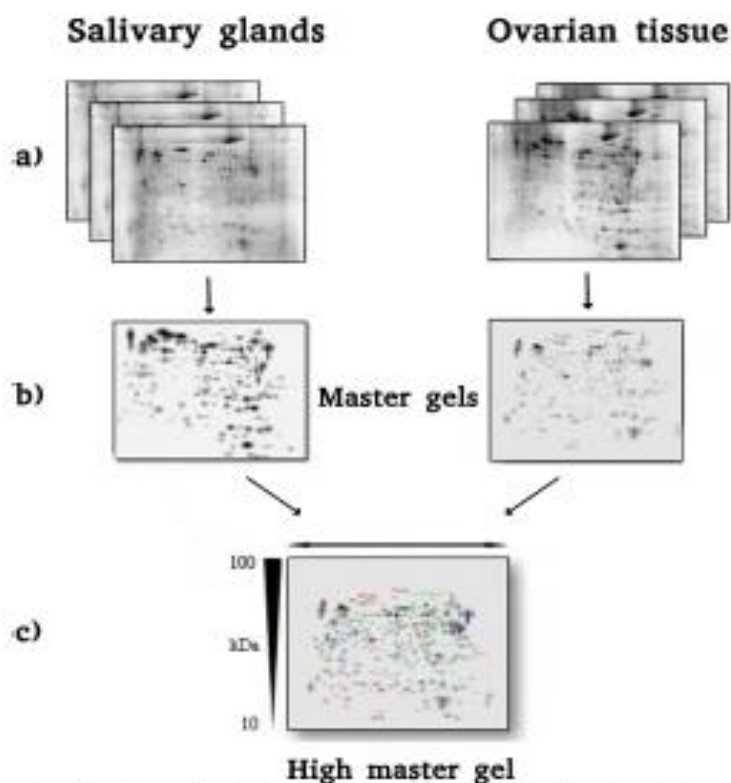 Salivary glands
Ovarian tissue
a)
b)
Master gels
100
c)
kDa
10
High master gel